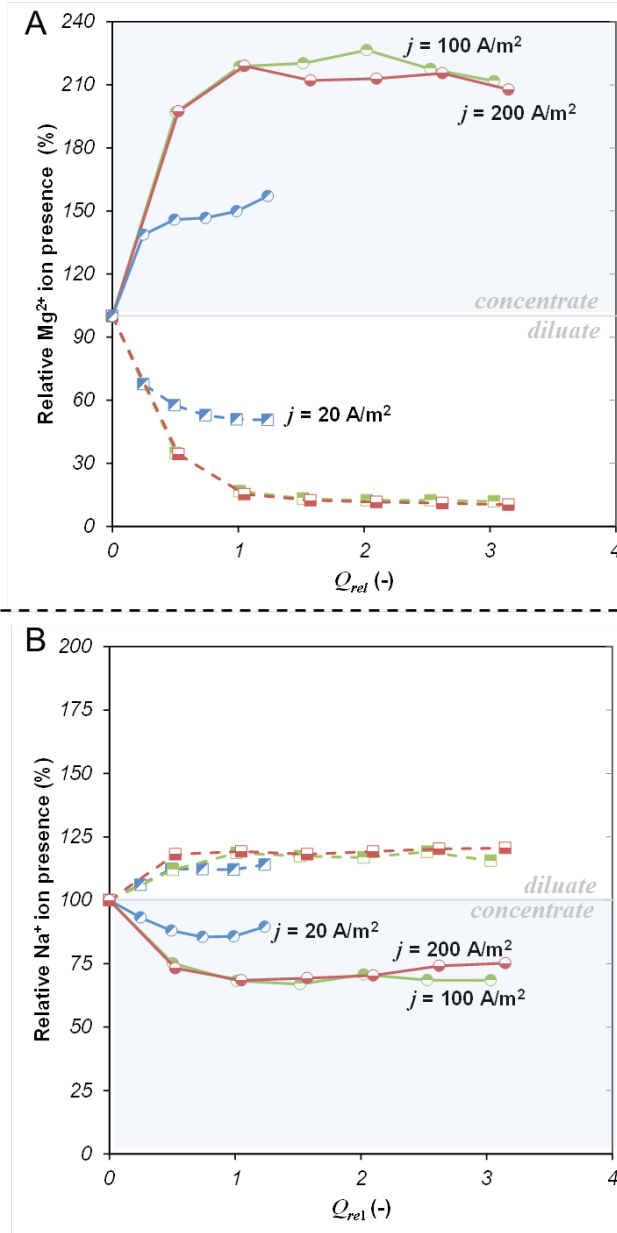 A
240
210
180
150
120
90
60
30
0
Relative Mg²⁺ ion presence (%)
j = 100 A/m²
j = 200 A/m²
concentrate
diluate
j = 20 A/m²
0 1 2 3 4
Qrel (-)
B
200
175
150
125
100
75
50
25
0
Relative Na⁺ ion presence (%)
diluate
concentrate
j = 20 A/m²
j = 200 A/m²
j = 100 A/m²
0 1 2 3 4
Qrel (-)